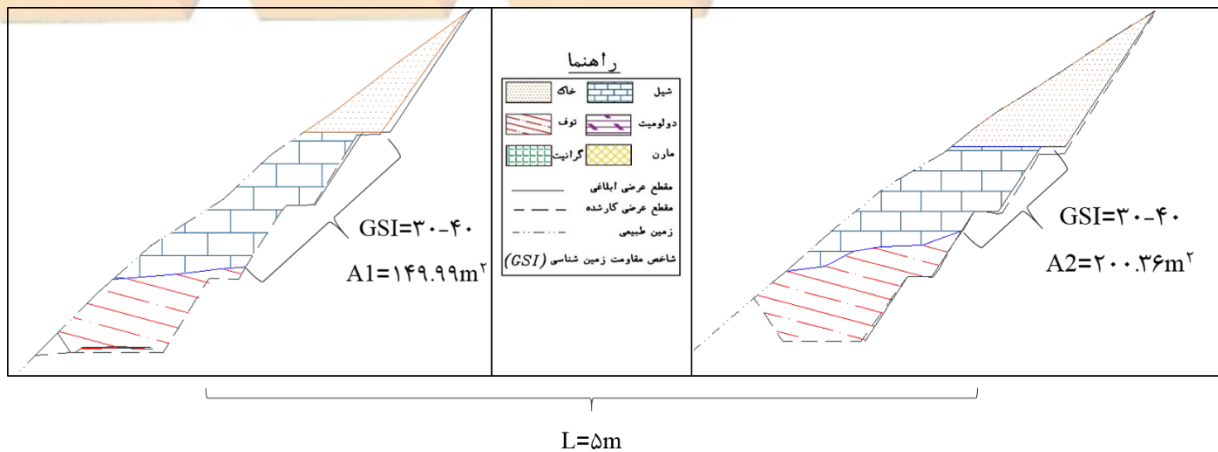 GSI=۳۰-۴۰
A1=۱۴۹.۹۹m۲
راهنما
خاک
شیل
توف
دولومیت
گرانیت
مارن
مقطع عرضی ابلاغی
مقطع عرضی کارشده
زمین طبیعی
شاخص مقاومت زمین شناسی (GSI)
GSI=۳۰-۴۰
A2=۲۰۰.۳۶m۲
L=۵m